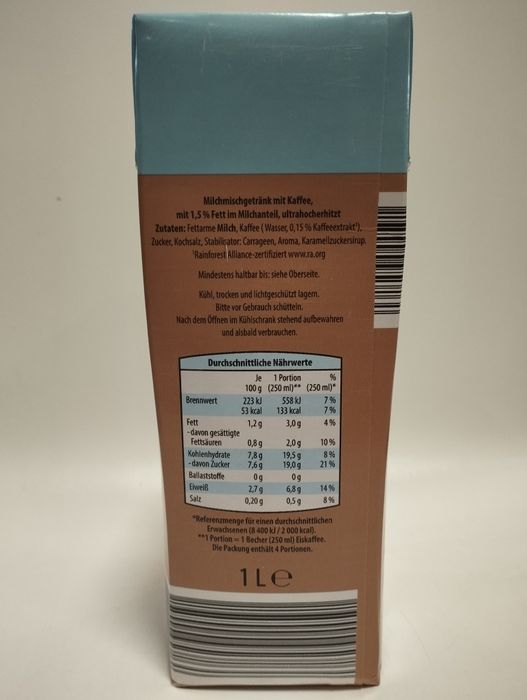 Milchmischgetränk mit Kaffee,
mit 1,5 % Fett im Milchanteil, ultrahocherhitzt
Zutaten: Fettarme Milch, Kaffee (Wasser, 0,15 % Kaffeeextrakt¹),
Zucker, Kochsalz, Stabilisator: Carrageen, Aroma, Karamellzuckersirup.
¹Rainforest Alliance-zertifiziert www.ra.org
Mindestens haltbar bis: siehe Oberseite.
Kühl, trocken und lichtgeschützt lagern.
Bitte vor Gebrauch schütteln.
Nach dem Öffnen im Kühlschrank stehend aufbewahren
und alsbald verbrauchen.
Durchschnittliche Nährwerte
Je 1 Portion %
100 g (250 ml)** (250 ml)*
Brennwert 223 kJ 558 kJ 7 %
53 kcal 133 kcal 7 %
Fett 1,2 g 3,0 g 4 %
- davon gesättigte
Fettsäuren 0,8 g 2,0 g 10 %
Kohlenhydrate 7,8 g 19,5 g 8 %
- davon Zucker 7,6 g 19,0 g 21 %
Ballaststoffe 0 g 0 g
Eiweiß 2,7 g 6,8 g 14 %
Salz 0,20 g 0,5 g 8 %
*Referenzmenge für einen durchschnittlichen
Erwachsenen (8 400 kJ / 2 000 kcal).
**1 Portion = 1 Becher (250 ml) Eiskaffee.
Die Packung enthält 4 Portionen.
1 L e